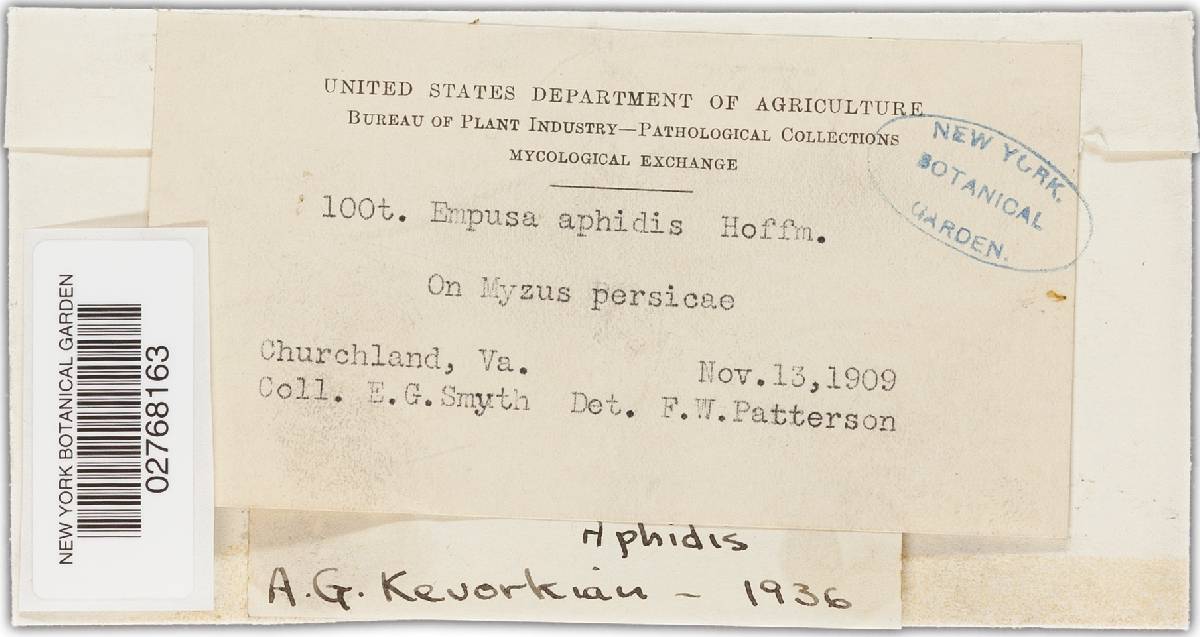 UNITED STATES DEPARTMENT OF AGRICULTURE
BUREAU OF PLANT INDUSTRY—PATHOLOGICAL COLLECTIONS
MYCOLOGICAL EXCHANGE
NEW YORK
BOTANICAL
GARDEN.
100t. Empusa aphidis Hoffm.
On Myzus persicae
Churchland, Va. Nov.13,1909
Coll. E.G.Smyth Det. F.W.Patterson
NEW YORK BOTANICAL GARDEN
02768163
Aphidis
A.G. Kevorkian – 1936